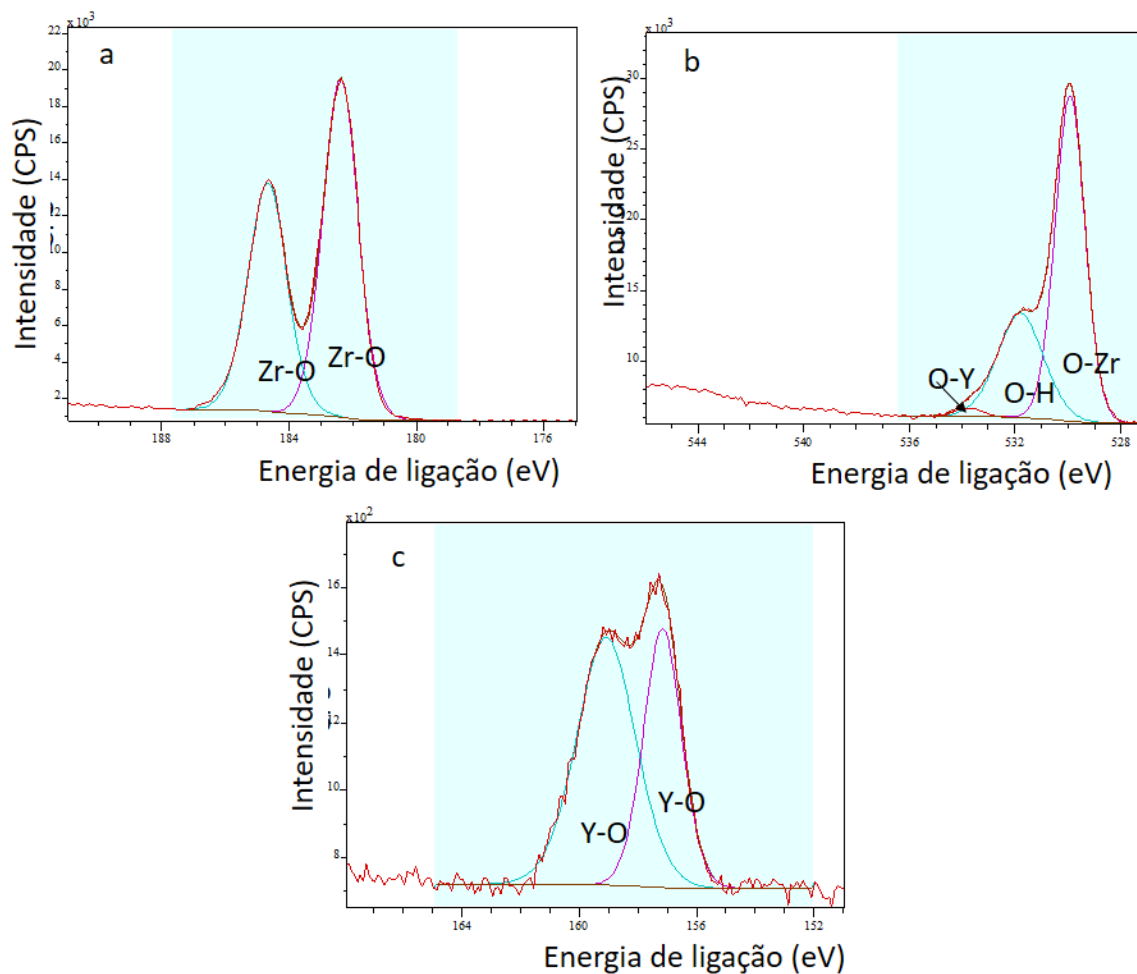 x10³
a
22
20
18
16
14
12
10
8
6
4
2
Zr-O
Zr-O
188
184
180
176
Intensidade (CPS)
Energia de ligação (eV)
x10³
b
30
25
20
15
10
O-Y
O-H
O-Zr
544
540
536
532
528
Intensidade (CPS)
Energia de ligação (eV)
x10²
c
16
14
12
10
8
Y-O
Y-O
164
160
156
152
Intensidade (CPS)
Energia de ligação (eV)